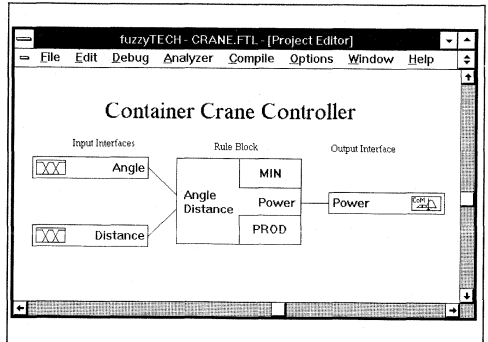 fuzzyTECH - CRANE.FTL - [Project Editor]
File Edit Debug Analyzer Compile Options Window Help
Container Crane Controller
Input Interfaces Rule Block Output Interface
Angle
MIN
Angle
Distance
Power
Power
CoM
Distance
PROD